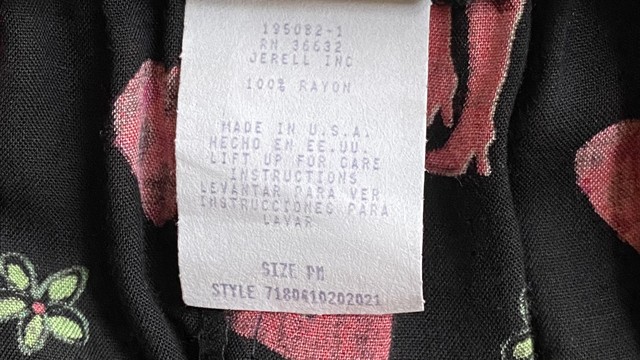 195082-1
RN 36632
JERELL INC
100% RAYON
MADE IN U.S.A.
HECHO EN EE.UU.
LIFT UP FOR CARE
INSTRUCTIONS
LEVANTAR PARA VER
INSTRUCCIONES PARA
LAVAR
SIZE PM
STYLE 7180610202021